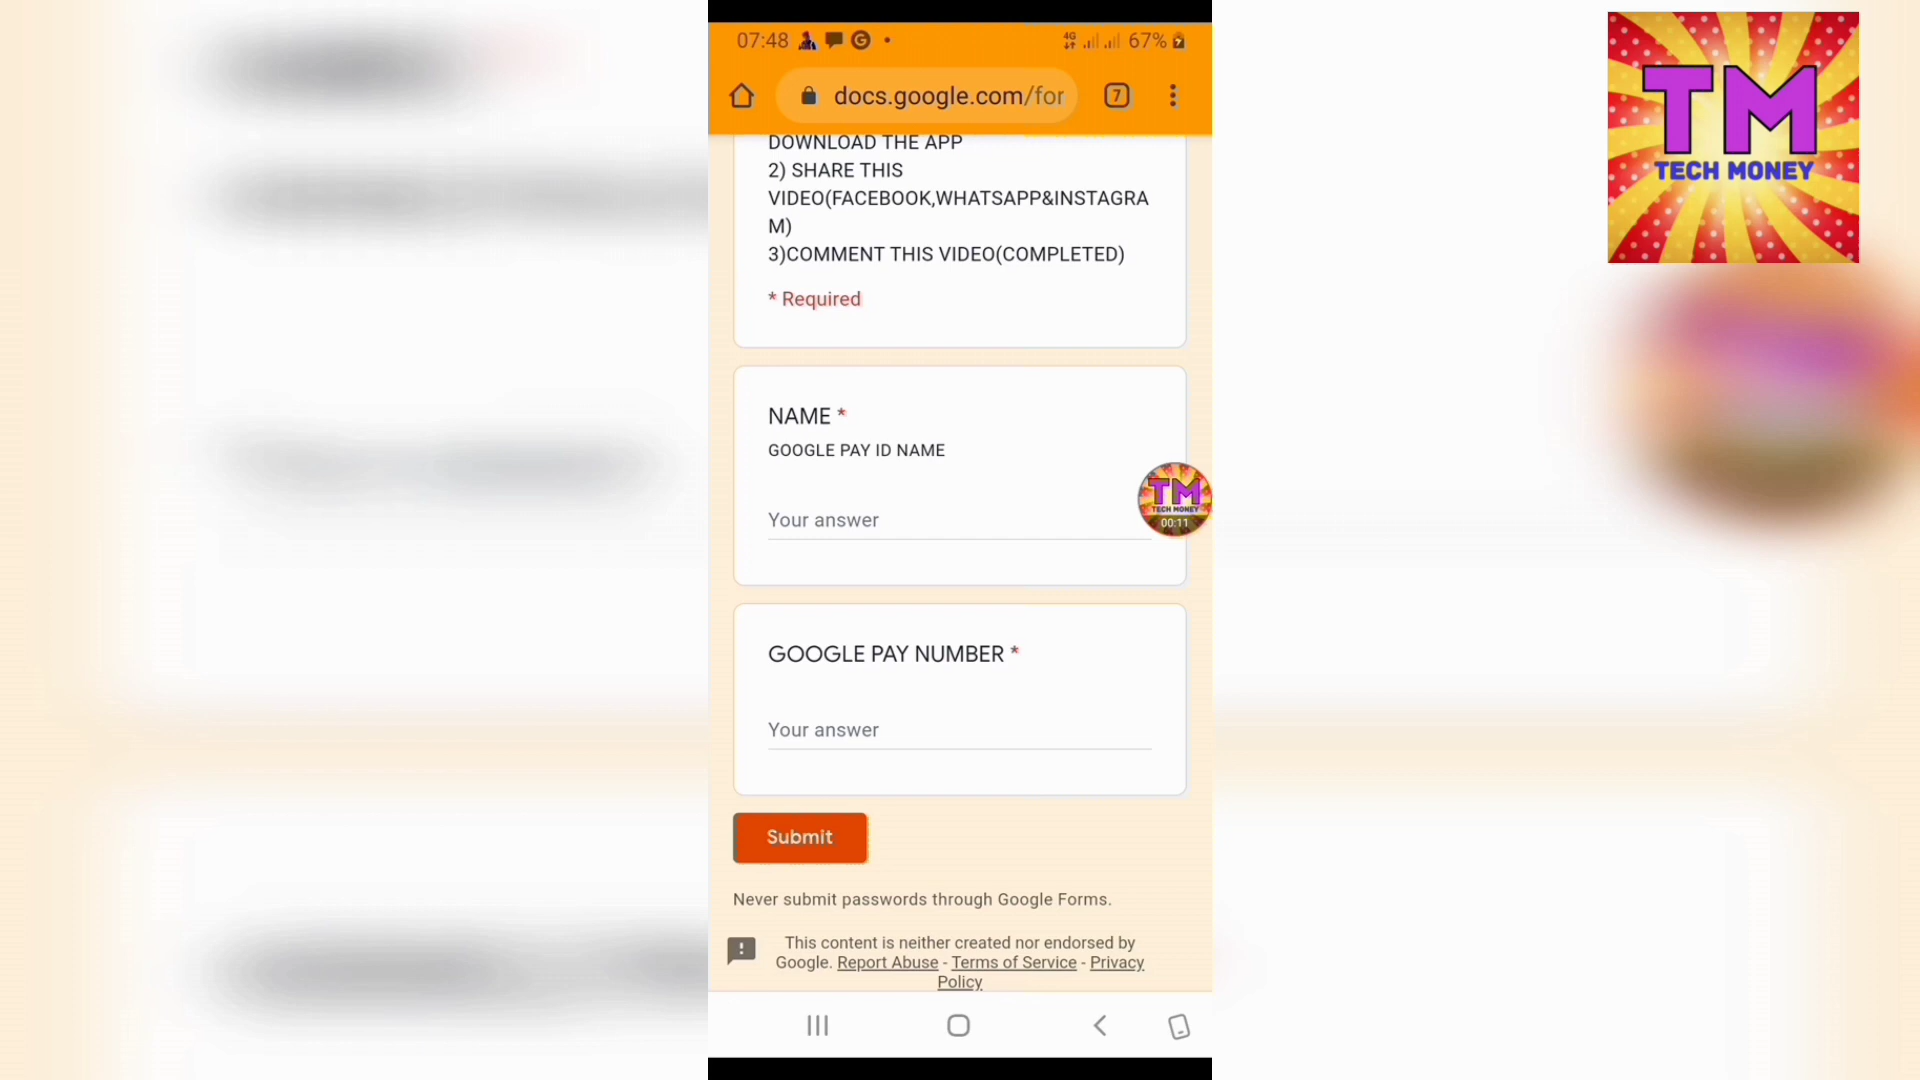 07:48
4G
67%
docs.google.com/for
7
DOWNLOAD THE APP
2) SHARE THIS
VIDEO(FACEBOOK,WHATSAPP&INSTAGRA
M)
3)COMMENT THIS VIDEO(COMPLETED)
* Required
NAME *
GOOGLE PAY ID NAME
Your answer
TM
TECH MONEY
00:11
GOOGLE PAY NUMBER *
Your answer
Submit
Never submit passwords through Google Forms.
This content is neither created nor endorsed by
Google. Report Abuse - Terms of Service - Privacy
Policy
TM
TECH MONEY